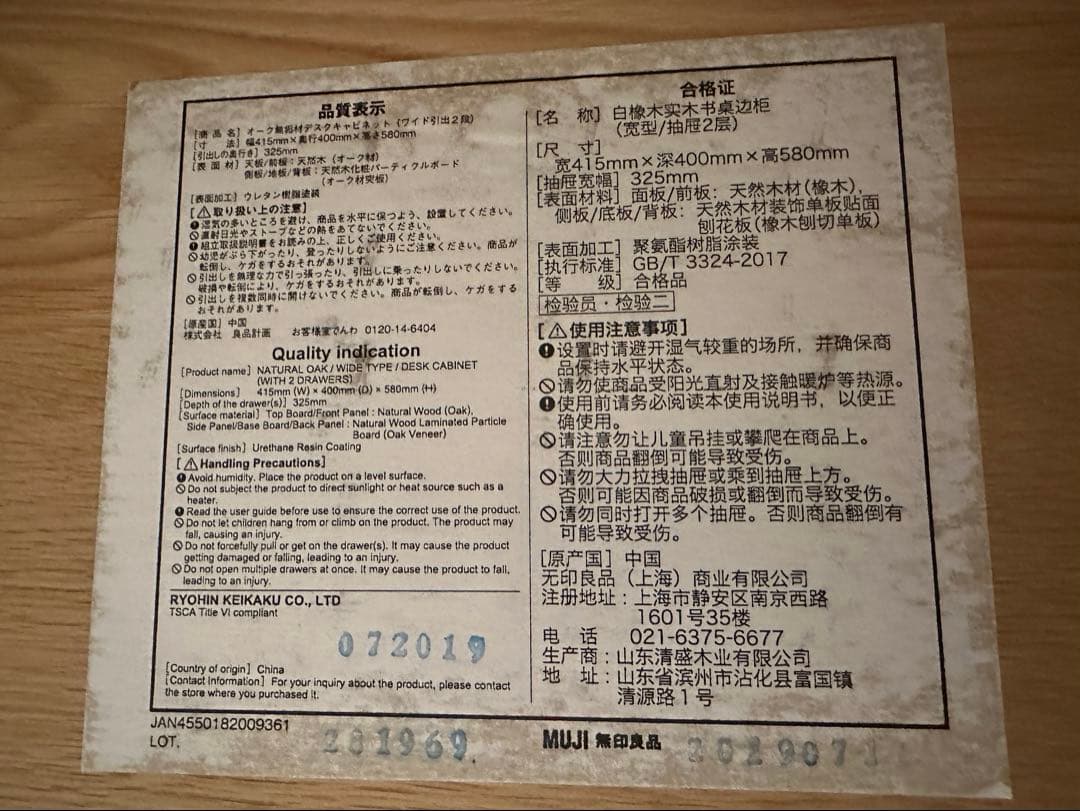 品質表示
[商品名] オーク無垢材デスクキャビネット (ワイド引出2段)
[寸 法] 幅415mm×奥行400mm×高さ580mm
[引出しの奥行き] 325mm
[表面材] 天板/前板：天然木（オーク材）
側板/地板/背板：天然木化粧パーティクルボード
（オーク材突板）
[表面加工] ウレタン樹脂塗装
[⚠取り扱い上の注意]
湿気の多いところを避け、商品を水平に保つよう、設置してください。
直射日光やストーブなどの熱をあてないでください。
組立取扱説明書をお読みの上、正しくご使用ください。
幼児がぶら下がったり、登ったりしないようにご注意ください。商品が
転倒し、ケガをするおそれがあります。
引出しを無理な力で引っ張ったり、引出しに乗ったりしないでください。
破損や転倒により、ケガをするおそれがあります。
引出しを複数同時に開けないでください。商品が転倒し、ケガをする
おそれがあります。
[原産国] 中国
株式会社 良品計画 お客様室でんわ 0120-14-6404
Quality indication
[Product name] NATURAL OAK / WIDE TYPE / DESK CABINET
(WITH 2 DRAWERS)
[Dimensions] 415mm (W) × 400mm (D) × 580mm (H)
[Depth of the drawer(s)] 325mm
[Surface material] Top Board/Front Panel : Natural Wood (Oak),
Side Panel/Base Board/Back Panel : Natural Wood Laminated Particle
Board (Oak Veneer)
[Surface finish] Urethane Resin Coating
[⚠Handling Precautions]
Avoid humidity. Place the product on a level surface.
Do not subject the product to direct sunlight or heat source such as a
heater.
Read the user guide before use to ensure the correct use of the product.
Do not let children hang from or climb on the product. The product may
fall, causing an injury.
Do not forcefully pull or get on the drawer(s). It may cause the product
getting damaged or falling, leading to an injury.
Do not open multiple drawers at once. It may cause the product to fall,
leading to an injury.
RYOHIN KEIKAKU CO., LTD
TSCA Title VI compliant
072019
[Country of origin] China
[Contact Information] For your inquiry about the product, please contact
the store where you purchased it.
JAN4550182009361
LOT. 281969.
合格证
[名 称] 白橡木实木书桌边柜
(宽型/抽屉2层)
[尺 寸]
宽415mm×深400mm×高580mm
[抽屉宽幅] 325mm
[表面材料] 面板/前板：天然木材(橡木),
侧板/底板/背板：天然木材装饰单板贴面
刨花板(橡木刨切单板)
[表面加工] 聚氨酯树脂涂装
[执行标准] GB/T 3324-2017
[等 级] 合格品
检验员・检验二
[⚠使用注意事项]
设置时请避开湿气较重的场所，并确保商
品保持水平状态。
请勿使商品受阳光直射及接触暖炉等热源。
使用前请务必阅读本使用说明书，以便正
确使用。
请注意勿让儿童吊挂或攀爬在商品上。
否则商品翻倒可能导致受伤。
请勿大力拉拽抽屉或乘到抽屉上方。
否则可能因商品破损或翻倒而导致受伤。
请勿同时打开多个抽屉。否则商品翻倒有
可能导致受伤。
[原产国] 中国
无印良品（上海）商业有限公司
注册地址：上海市静安区南京西路
1601号35楼
电 话 021-6375-6677
生产商：山东清盛木业有限公司
地 址：山东省滨州市沾化县富国镇
清源路1号
MUJI 無印良品